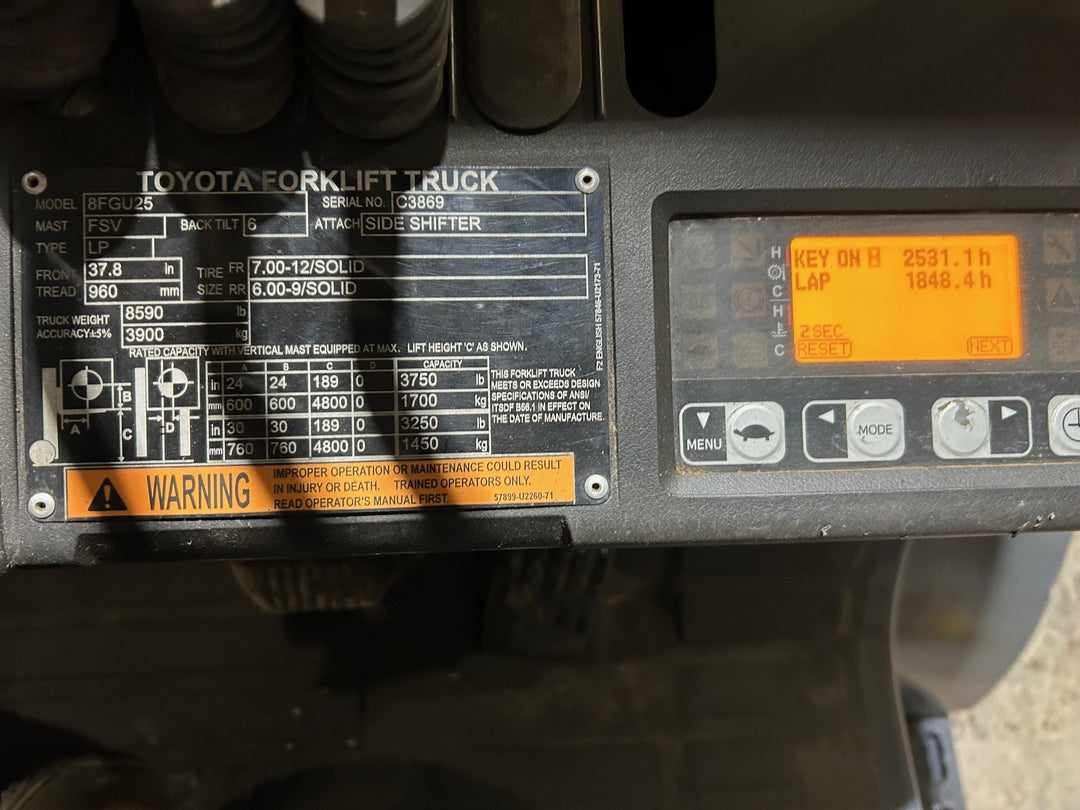 TOYOTA FORKLIFT TRUCK
MODEL 8FGU25 SERIAL NO. C3869
MAST FSV BACK TILT 6 ATTACH SIDE SHIFTER
TYPE LP
FRONT TREAD 37.8 in
960 mm
TIRE SIZE FR 7.00-12/SOLID
RR 6.00-9/SOLID
TRUCK WEIGHT 8590 lb
ACCURACY±5% 3900 kg
RATED CAPACITY WITH VERTICAL MAST EQUIPPED AT MAX. LIFT HEIGHT 'C' AS SHOWN.
A B C D CAPACITY
in 24 24 189 0 3750 lb
mm 600 600 4800 0 1700 kg
in 30 30 189 0 3250 lb
mm 760 760 4800 0 1450 kg
A B C D
THIS FORKLIFT TRUCK
MEETS OR EXCEEDS DESIGN
SPECIFICATIONS OF ANSI/
ITSDF B56.1 IN EFFECT ON
THE DATE OF MANUFACTURE.
F2 ENGLISH 57846-U2173-71
WARNING
IMPROPER OPERATION OR MAINTENANCE COULD RESULT
IN INJURY OR DEATH. TRAINED OPERATORS ONLY.
READ OPERATOR'S MANUAL FIRST. 57899-U2260-71
H
C
H
C
KEY ON 2531.1h
LAP 1848.4h
2SEC
RESET NEXT
MENU
MODE